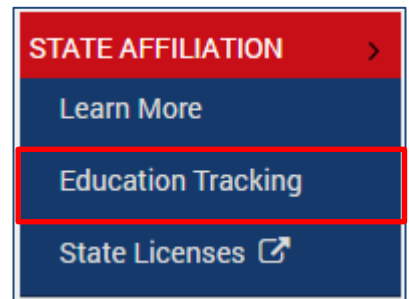 STATE AFFILIATION >
Learn More
Education Tracking
State Licenses